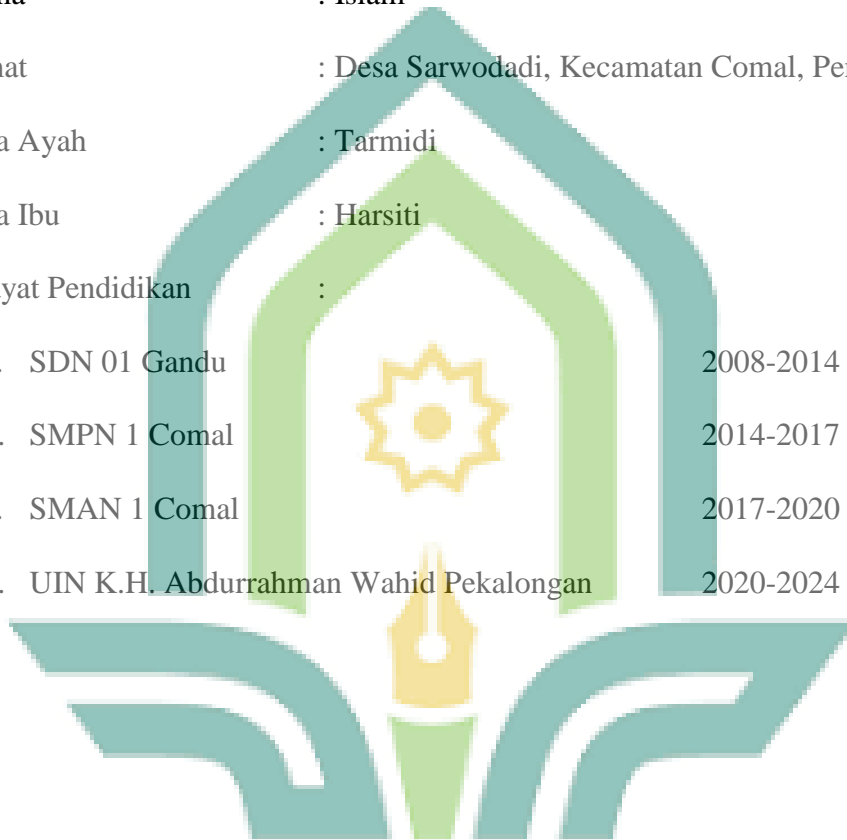 : Islam
: Desa Sarwodadi, Kecamatan Comal,
a Ayah : Tarmidi
a Ibu : Harsiti
yat Pendidikan :
. SDN 01 Gandu 2008-2014
. SMPN 1 Comal 2014-2017
. SMAN 1 Comal 2017-2020
. UIN K.H. Abdurrahman Wahid Pekalongan 2020-2024